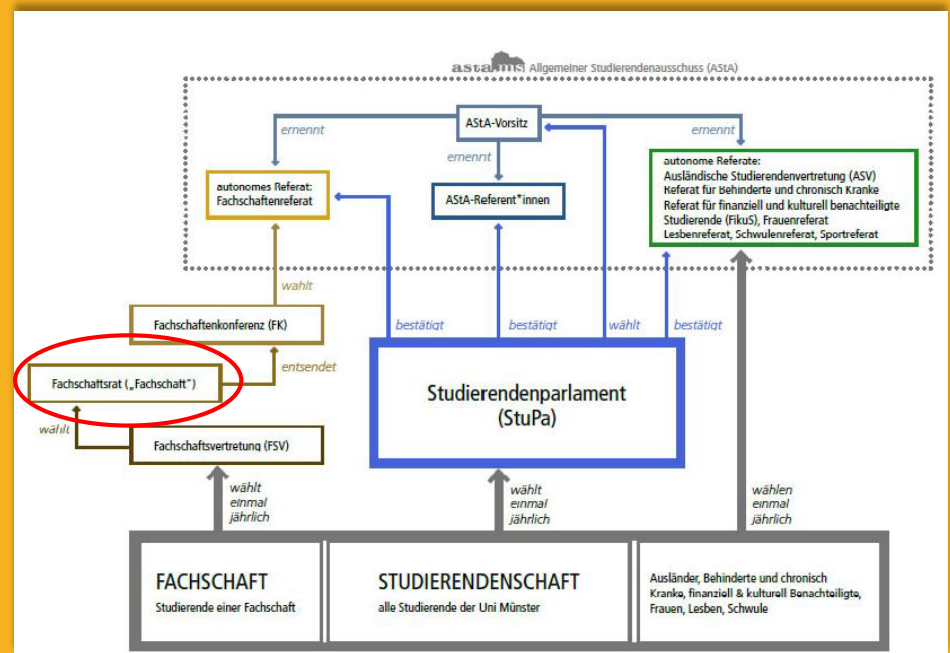 asta.ms Allgemeiner Studierendenausschuss (AStA)
AStA-Vorsitz
ernennt
ernennt
ernennt
autonomes Referat:
Fachschaftenreferat
AStA-Referent*innen
autonome Referate:
Ausländische Studierendenvertretung (ASV)
Referat für Behinderte und chronisch Kranke
Referat für finanziell und kulturell benachteiligte
Studierende (FikuS), Frauenreferat
Lesbenreferat, Schwulenreferat, Sportreferat
wählt
Fachschaftenkonferenz (FK)
bestätigt
bestätigt
wählt
bestätigt
entsendet
Fachschaftsrat („Fachschaft")
wählt
Fachschaftsvertretung (FSV)
Studierendenparlament
(StuPa)
wählt
einmal
jährlich
wählt
einmal
jährlich
wählen
einmal
jährlich
FACHSCHAFT
Studierende einer Fachschaft
STUDIERENDENSCHAFT
alle Studierende der Uni Münster
Ausländer, Behinderte und chronisch
Kranke, finanziell & kulturell Benachteiligte,
Frauen, Lesben, Schwule